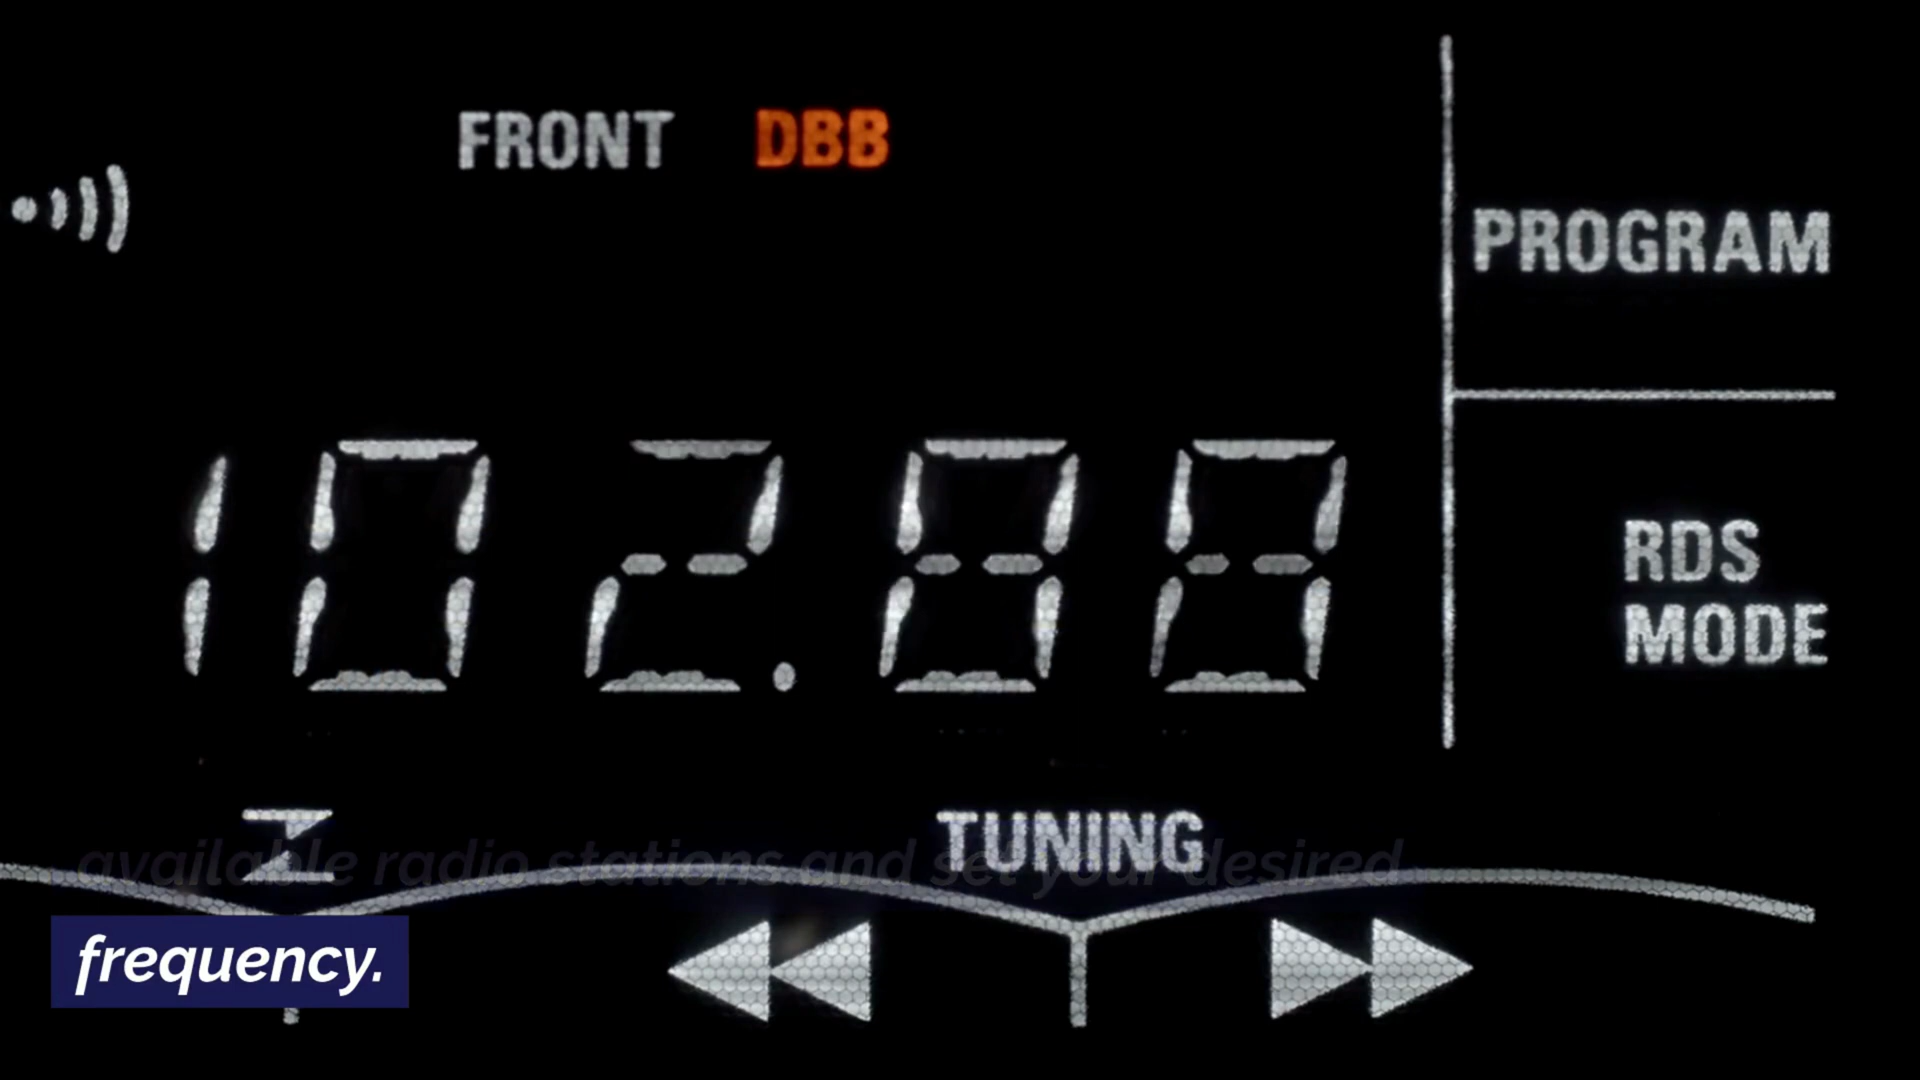 FRONT DBB
PROGRAM
102.88
RDS
MODE
TUNING
available radio stations and set your desired
frequency.